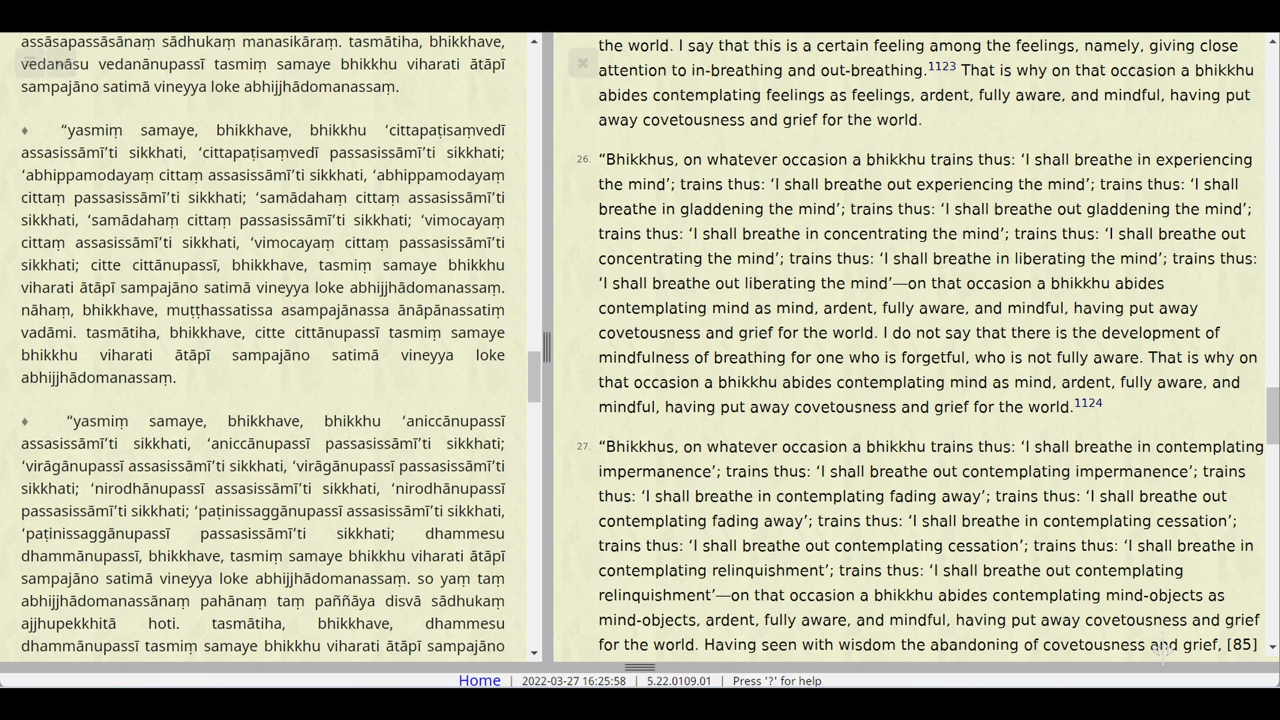 assāsapassāsānaṃ sādhukaṃ manasikāraṃ. tasmātiha, bhikkhave,
vedanāsu vedanānupassī tasmiṃ samaye bhikkhu viharati ātāpī
sampajāno satimā vineyya loke abhijjhādomanassaṃ.
♦ “yasmiṃ samaye, bhikkhave, bhikkhu ‘cittapaṭisaṃvedī
assasissāmī’ti sikkhati, ‘cittapaṭisaṃvedī passasissāmī’ti sikkhati;
‘abhippamodayaṃ cittaṃ assasissāmī’ti sikkhati, ‘abhippamodayaṃ
cittaṃ passasissāmī’ti sikkhati; ‘samādahaṃ cittaṃ assasissāmī’ti
sikkhati, ‘samādahaṃ cittaṃ passasissāmī’ti sikkhati; ‘vimocayaṃ
cittaṃ assasissāmī’ti sikkhati, ‘vimocayaṃ cittaṃ passasissāmī’ti
sikkhati; citte cittānupassī, bhikkhave, tasmiṃ samaye bhikkhu
viharati ātāpī sampajāno satimā vineyya loke abhijjhādomanassaṃ.
nāhaṃ, bhikkhave, muṭṭhassatissa asampajānassa ānāpānassatiṃ
vadāmi. tasmātiha, bhikkhave, citte cittānupassī tasmiṃ samaye
bhikkhu viharati ātāpī sampajāno satimā vineyya loke
abhijjhādomanassaṃ.
♦ “yasmiṃ samaye, bhikkhave, bhikkhu ‘aniccānupassī
assasissāmī’ti sikkhati, ‘aniccānupassī passasissāmī’ti sikkhati;
‘virāgānupassī assasissāmī’ti sikkhati, ‘virāgānupassī passasissāmī’ti
sikkhati; ‘nirodhānupassī assasissāmī’ti sikkhati, ‘nirodhānupassī
passasissāmī’ti sikkhati; ‘paṭinissaggānupassī assasissāmī’ti sikkhati,
‘paṭinissaggānupassī passasissāmī’ti sikkhati; dhammesu
dhammānupassī, bhikkhave, tasmiṃ samaye bhikkhu viharati ātāpī
sampajāno satimā vineyya loke abhijjhādomanassaṃ. so yaṃ taṃ
abhijjhādomanassānaṃ pahānaṃ taṃ paññāya disvā sādhukaṃ
ajjhupekkhitā hoti. tasmātiha, bhikkhave, dhammesu
dhammānupassī tasmiṃ samaye bhikkhu viharati ātāpī sampajāno
the world. I say that this is a certain feeling among the feelings, namely, giving close
attention to in-breathing and out-breathing.1123 That is why on that occasion a bhikkhu
abides contemplating feelings as feelings, ardent, fully aware, and mindful, having put
away covetousness and grief for the world.
26. “Bhikkhus, on whatever occasion a bhikkhu trains thus: ‘I shall breathe in experiencing
the mind’; trains thus: ‘I shall breathe out experiencing the mind’; trains thus: ‘I shall
breathe in gladdening the mind’; trains thus: ‘I shall breathe out gladdening the mind’;
trains thus: ‘I shall breathe in concentrating the mind’; trains thus: ‘I shall breathe out
concentrating the mind’; trains thus: ‘I shall breathe in liberating the mind’; trains thus:
‘I shall breathe out liberating the mind’—on that occasion a bhikkhu abides
contemplating mind as mind, ardent, fully aware, and mindful, having put away
covetousness and grief for the world. I do not say that there is the development of
mindfulness of breathing for one who is forgetful, who is not fully aware. That is why on
that occasion a bhikkhu abides contemplating mind as mind, ardent, fully aware, and
mindful, having put away covetousness and grief for the world.1124
27. “Bhikkhus, on whatever occasion a bhikkhu trains thus: ‘I shall breathe in contemplating
impermanence’; trains thus: ‘I shall breathe out contemplating impermanence’; trains
thus: ‘I shall breathe in contemplating fading away’; trains thus: ‘I shall breathe out
contemplating fading away’; trains thus: ‘I shall breathe in contemplating cessation’;
trains thus: ‘I shall breathe out contemplating cessation’; trains thus: ‘I shall breathe in
contemplating relinquishment’; trains thus: ‘I shall breathe out contemplating
relinquishment’—on that occasion a bhikkhu abides contemplating mind-objects as
mind-objects, ardent, fully aware, and mindful, having put away covetousness and grief
for the world. Having seen with wisdom the abandoning of covetousness and grief, [85]
Home | 2022-03-27 16:25:58 | 5.22.0109.01 | Press '?' for help